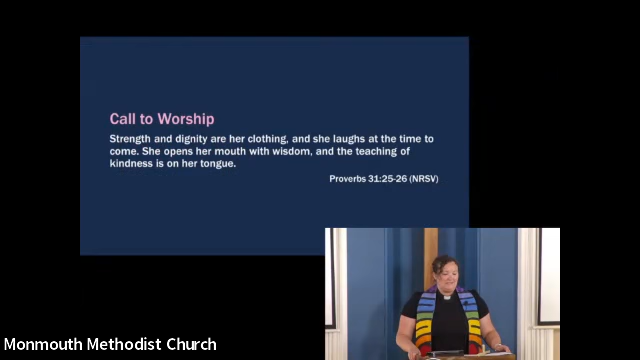 Call to Worship
Strength and dignity are her clothing, and she laughs at the time to
come. She opens her mouth with wisdom, and the teaching of
kindness is on her tongue.
Proverbs 31:25-26 (NRSV)
Monmouth Methodist Church